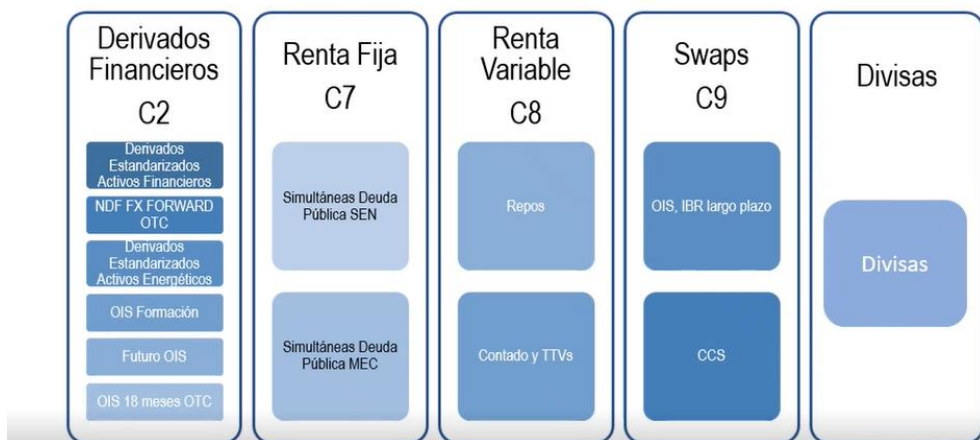 Derivados
Financieros
C2
Derivados
Estandarizados
Activos Financieros
NDF FX FORWARD
OTC
Derivados
Estandarizados
Activos Energéticos
OIS Formación
Futuro OIS
OIS 18 meses OTC
Renta Fija
C7
Simultáneas Deuda
Pública SEN
Simultáneas Deuda
Pública MEC
Renta
Variable
C8
Repos
Contado y TTVs
Swaps
C9
OIS, IBR largo plazo
CCS
Divisas
Divisas